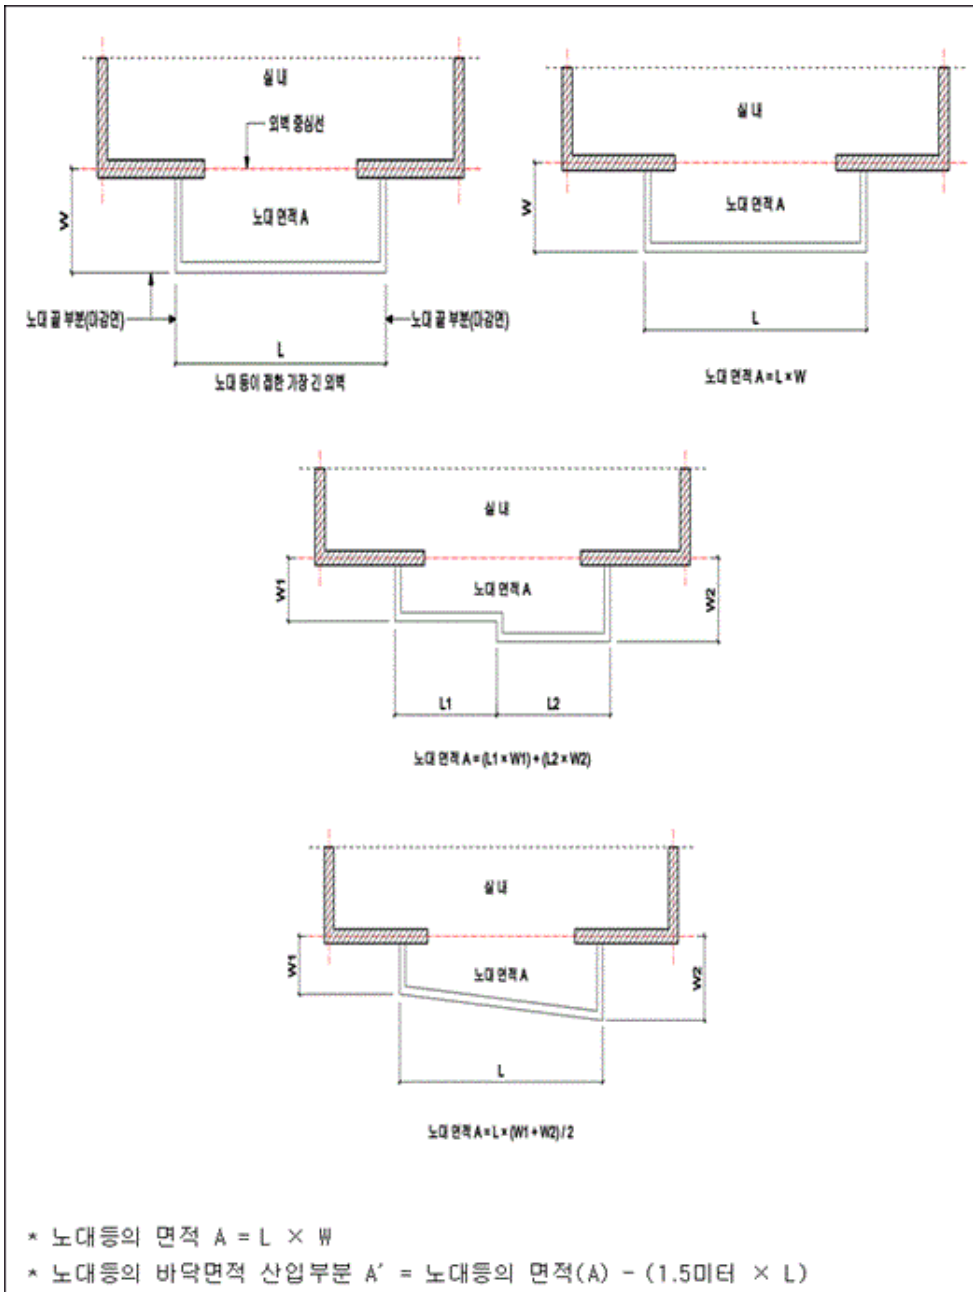 실내
실내
외벽 중심선
노대 면적 A
노대 면적 A
W
W
노대 끝 부분(마감면)
노대 끝 부분(마감면)
L
L
노대 등이 접한 가장 긴 외벽
노대 면적 A = L × W
실내
노대 면적 A
W1
W2
L1
L2
노대 면적 A = (L1 × W1) + (L2 × W2)
실내
노대 면적 A
W1
W2
L
노대 면적 A = L × (W1 + W2) / 2
* 노대등의 면적 A = L × W
* 노대등의 바닥면적 산입부분 A´ = 노대등의 면적(A) - (1.5미터 × L)